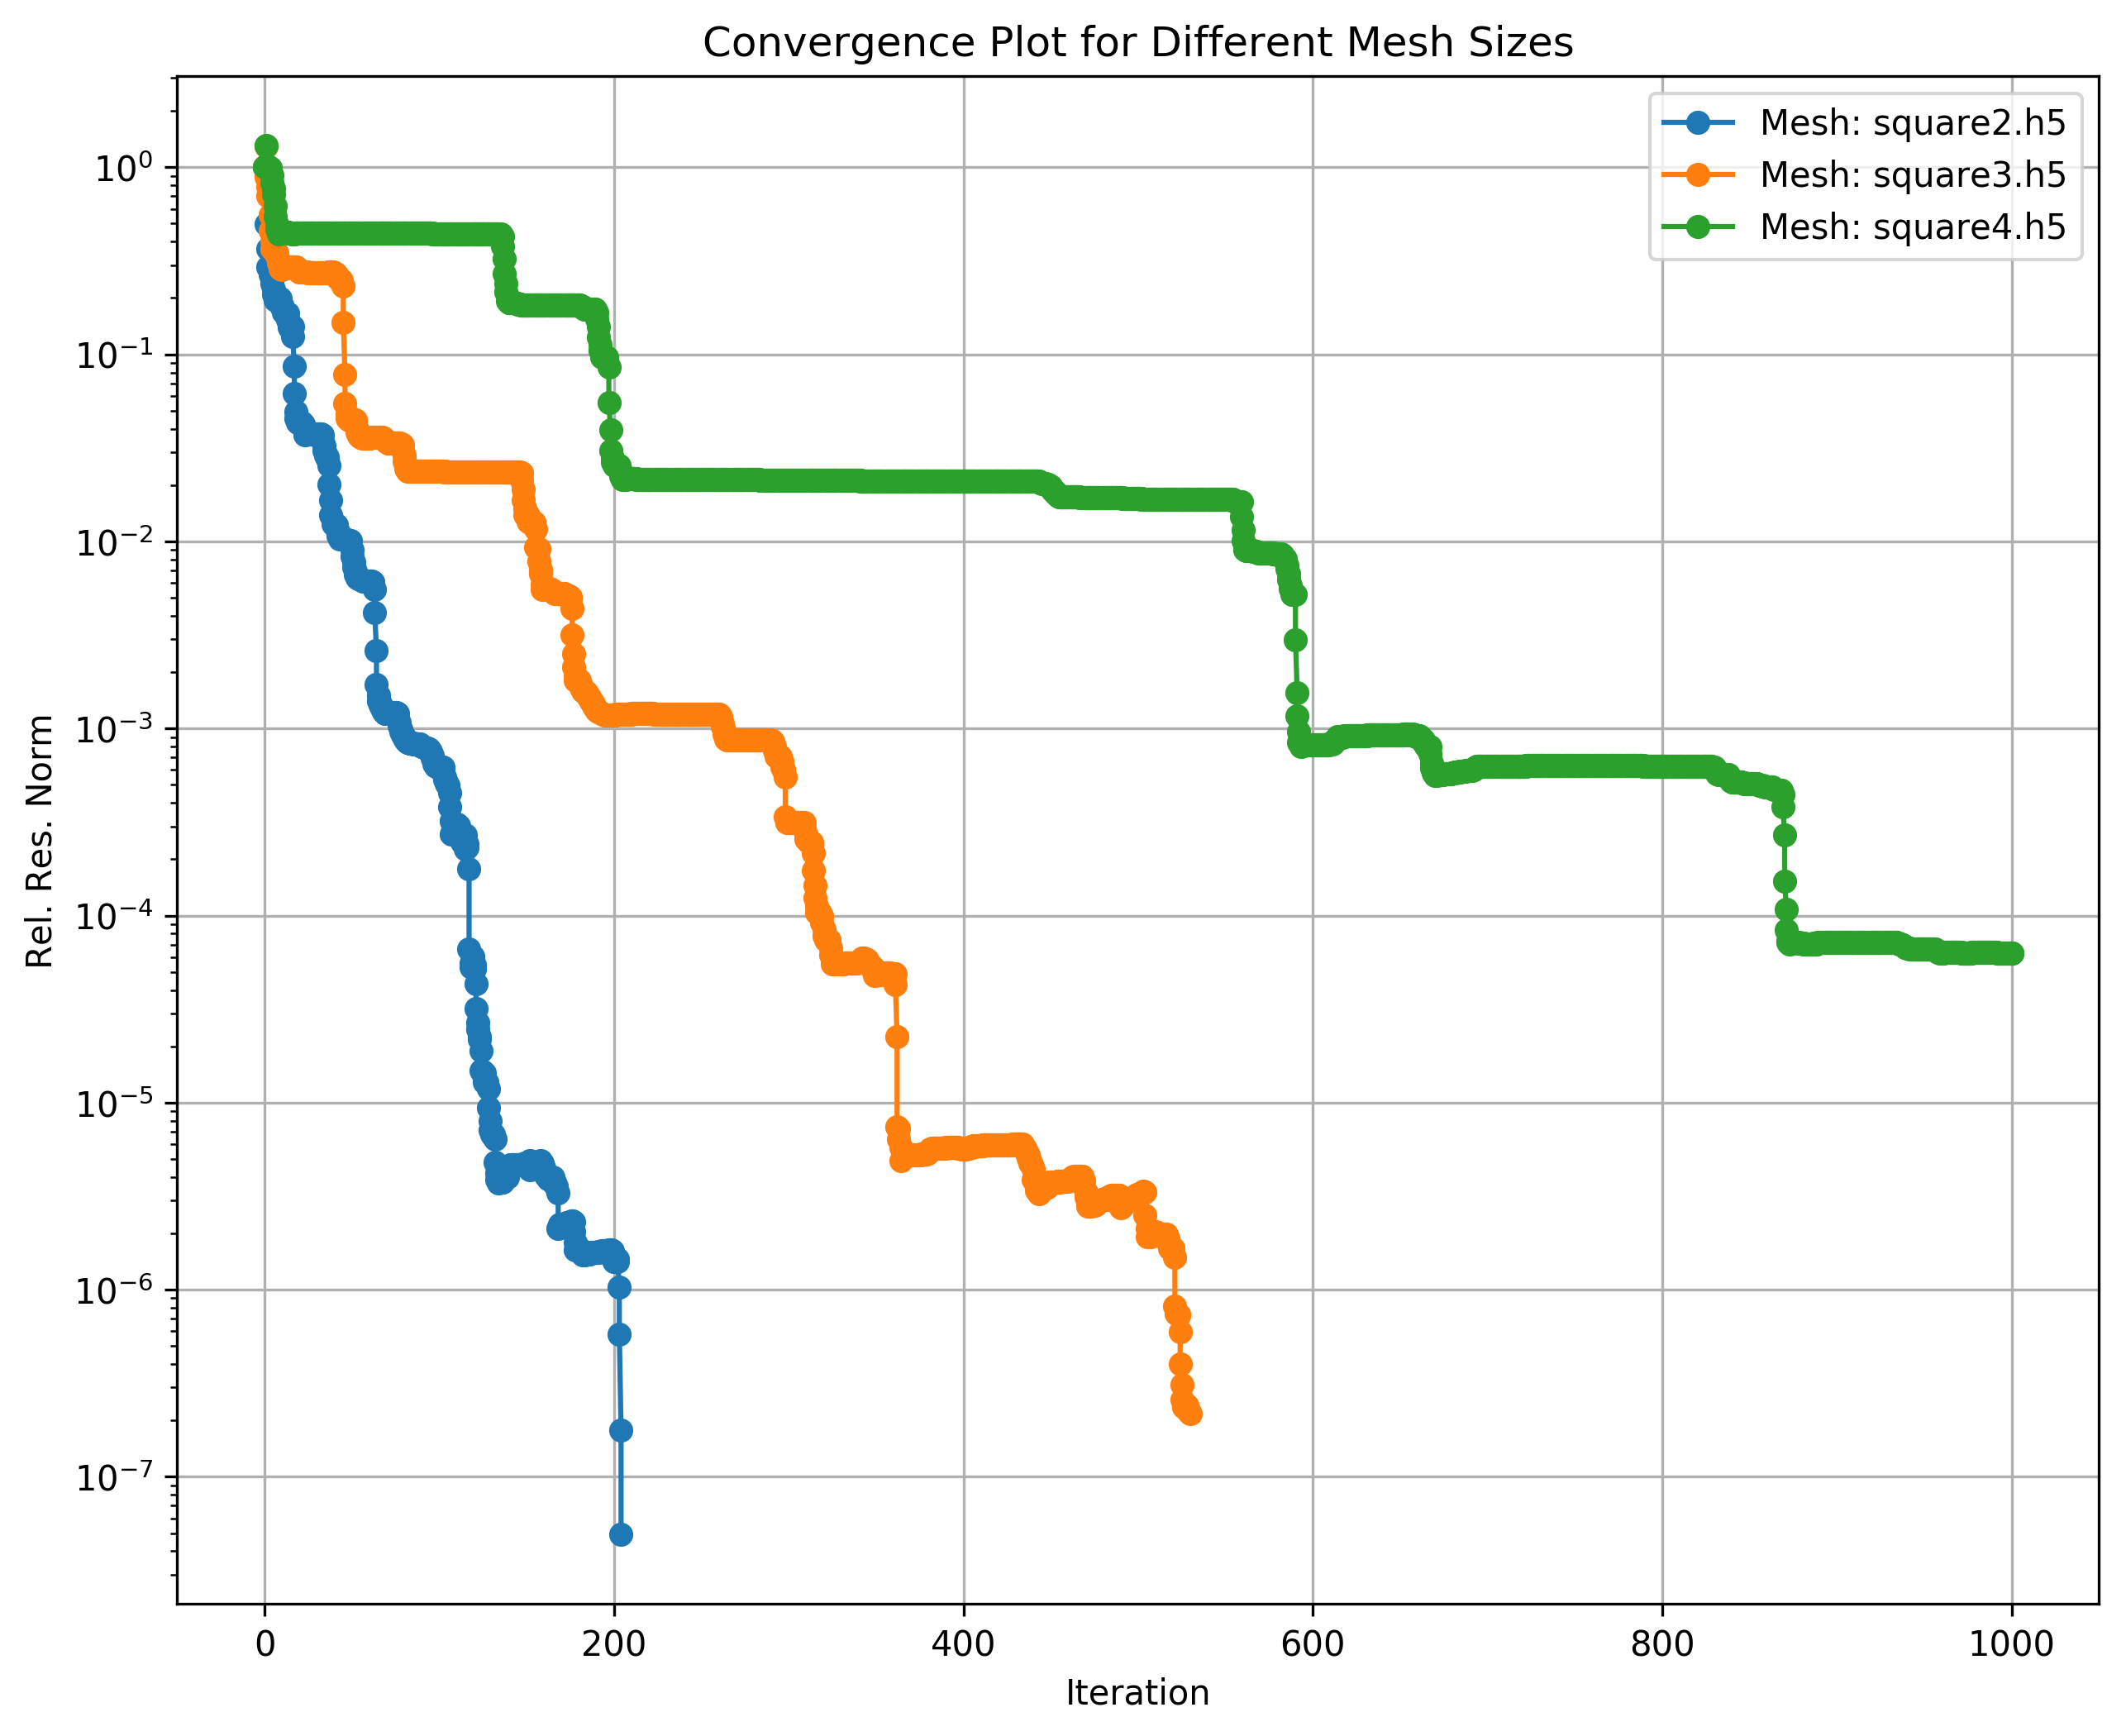 Convergence Plot for Different Mesh Sizes
Mesh: square2.h5
Mesh: square3.h5
Mesh: square4.h5
Rel. Res. Norm
10⁰
10⁻¹
10⁻²
10⁻³
10⁻⁴
10⁻⁵
10⁻⁶
10⁻⁷
0 200 400 600 800 1000
Iteration